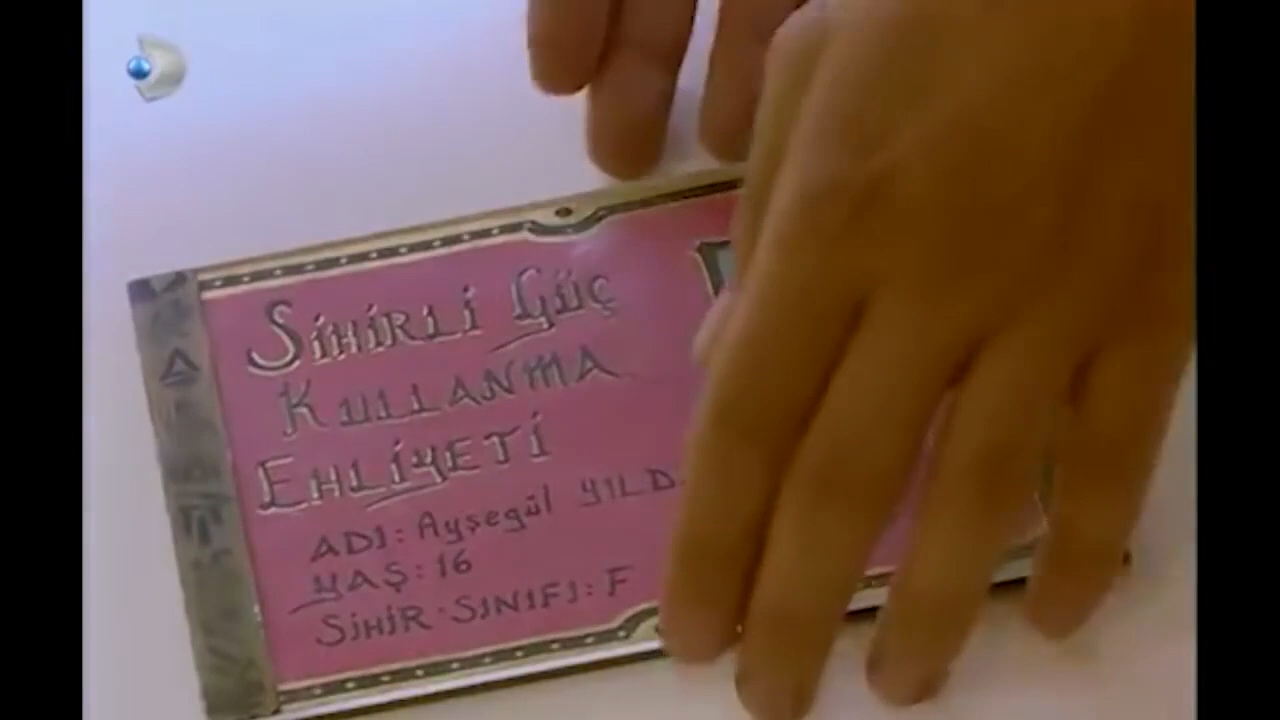 SİHİRLİ GÜÇ
KULLANMA
EHLİYETİ
ADI: Ayşegül
YAŞ: 16
SİHİR SINIFI: F